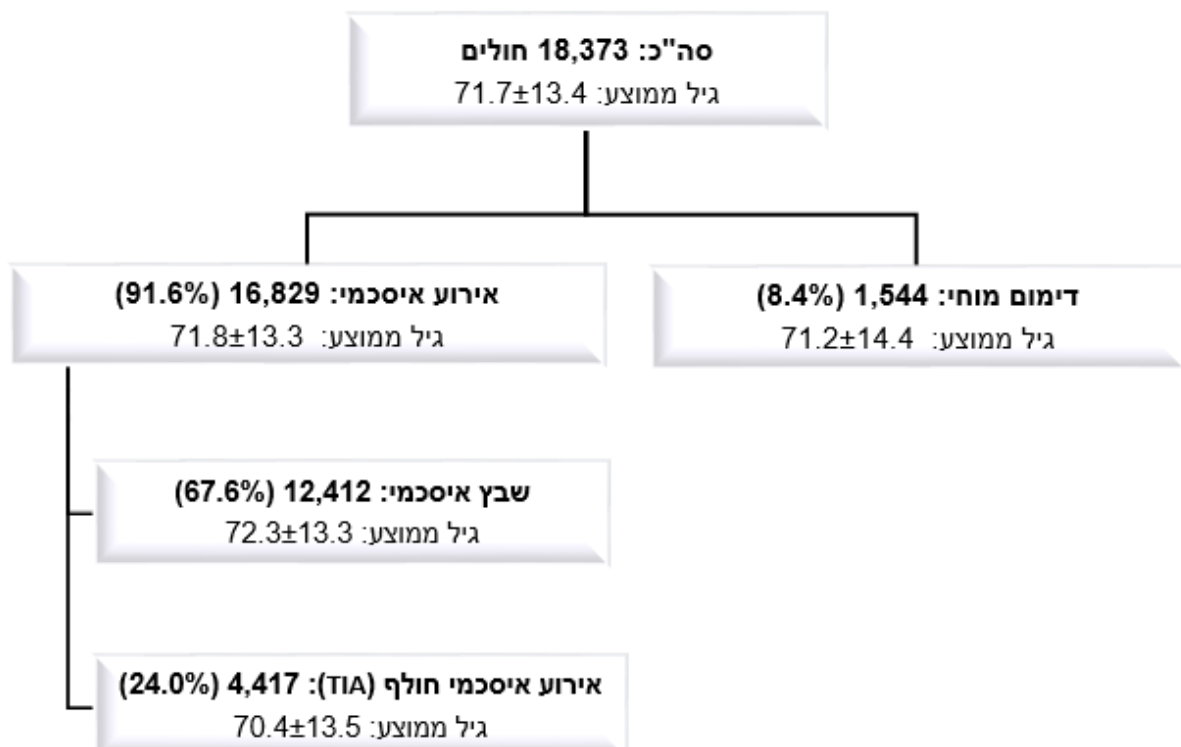 סה"כ: 18,373 חולים
גיל ממוצע: 71.7±13.4
דימום מוחי: 1,544 (8.4%)
גיל ממוצע: 71.2±14.4
אירוע איסכמי: 16,829 (91.6%)
גיל ממוצע: 71.8±13.3
שבץ איסכמי: 12,412 (67.6%)
גיל ממוצע: 72.3±13.3
אירוע איסכמי חולף (TIA): 4,417 (24.0%)
גיל ממוצע: 70.4±13.5